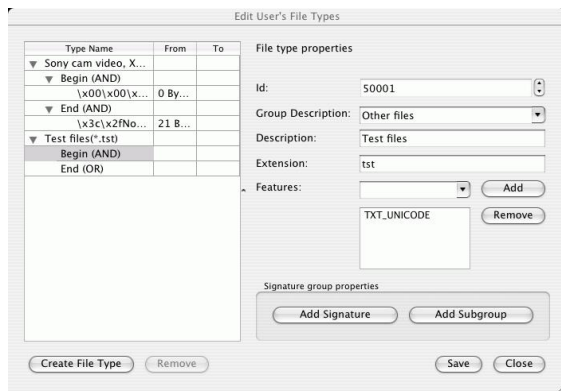 Edit User's File Types
Type Name From To
Sony cam video, X...
Begin (AND)
\x00\x00\x... 0 By...
End (AND)
\x3c\x2fNo... 21 B...
Test files(*.tst)
Begin (AND)
End (OR)
File type properties
Id: 50001
Group Description: Other files
Description: Test files
Extension: tst
Features: Add
TXT_UNICODE Remove
Signature group properties
Add Signature Add Subgroup
Create File Type Remove Save Close